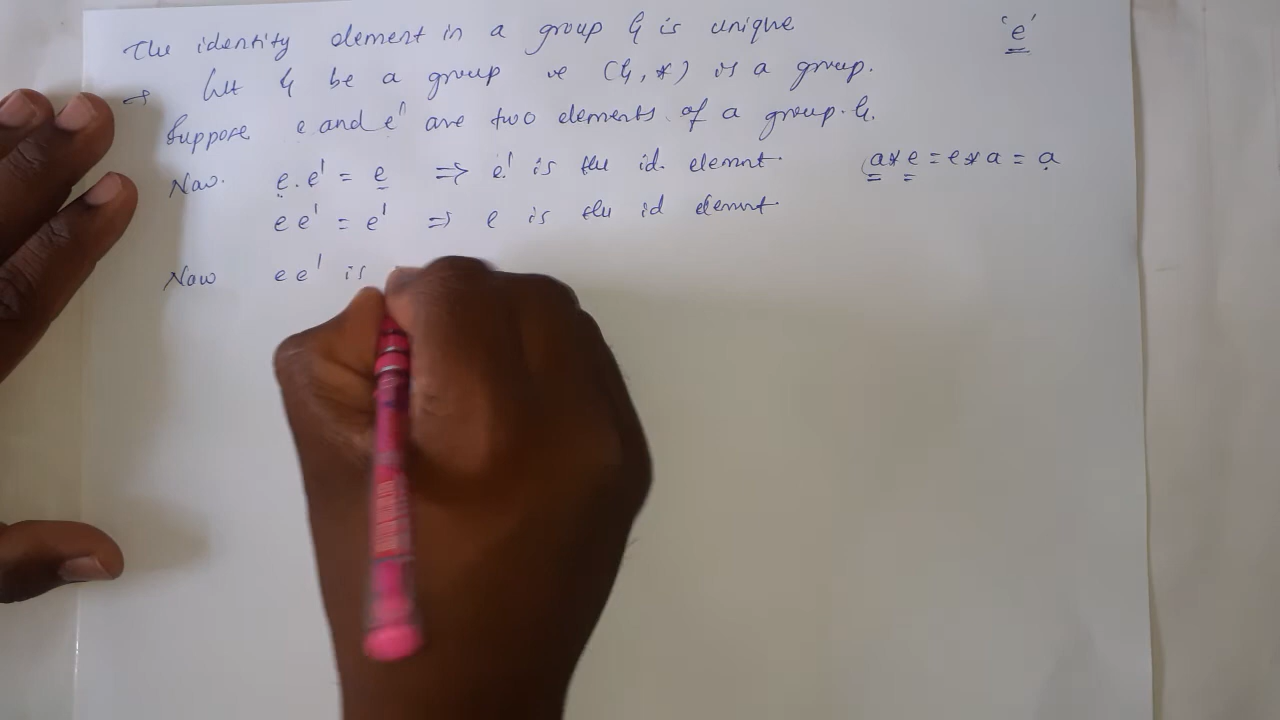 The identity element in a group G is unique
'e'
→ Let G be a group ie (G, *) is a group.
Suppose e and e' are two elements of a group G.
Now. e.e' = e => e' is the id. element.
a*e = e*a = a
ee' = e' => e is the id element.
Now ee' is